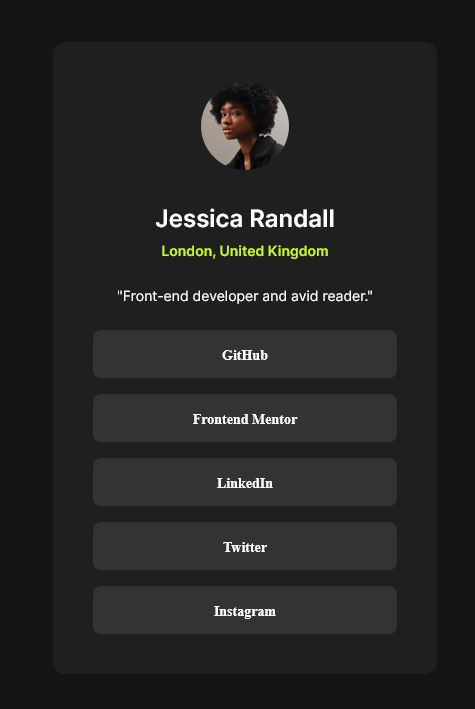 Jessica Randall
London, United Kingdom
"Front-end developer and avid reader."
GitHub
Frontend Mentor
LinkedIn
Twitter
Instagram